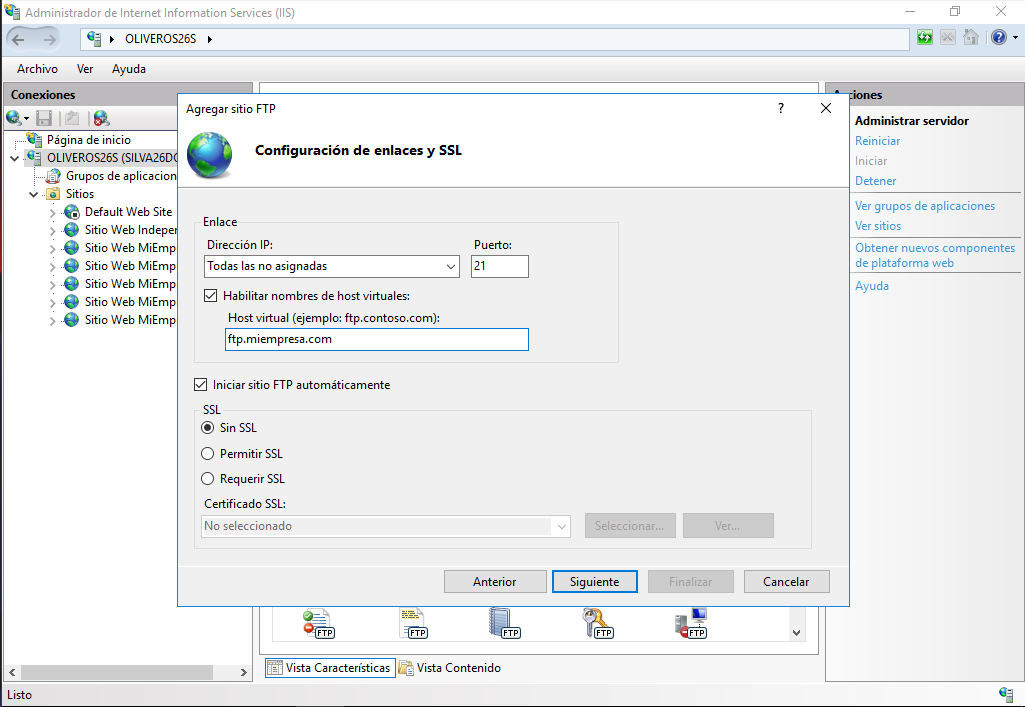 Administrador de Internet Information Services (IIS)
OLIVEROS26S
Archivo Ver Ayuda
Conexiones
Página de inicio
OLIVEROS26S (SILVA26DC
Grupos de aplicacion
Sitios
Default Web Site
Sitio Web Indeper
Sitio Web MiEmp
Sitio Web MiEmp
Sitio Web MiEmp
Sitio Web MiEmp
Sitio Web MiEmp
Agregar sitio FTP
?
Configuración de enlaces y SSL
Enlace
Dirección IP: Puerto:
Todas las no asignadas 21
Habilitar nombres de host virtuales:
Host virtual (ejemplo: ftp.contoso.com):
ftp.miempresa.com
Iniciar sitio FTP automáticamente
SSL
Sin SSL
Permitir SSL
Requerir SSL
Certificado SSL:
No seleccionado Seleccionar... Ver...
Anterior Siguiente Finalizar Cancelar
FTP FTP FTP FTP FTP
Vista Características Vista Contenido
ciones
Administrar servidor
Reiniciar
Iniciar
Detener
Ver grupos de aplicaciones
Ver sitios
Obtener nuevos componentes
de plataforma web
Ayuda
Listo